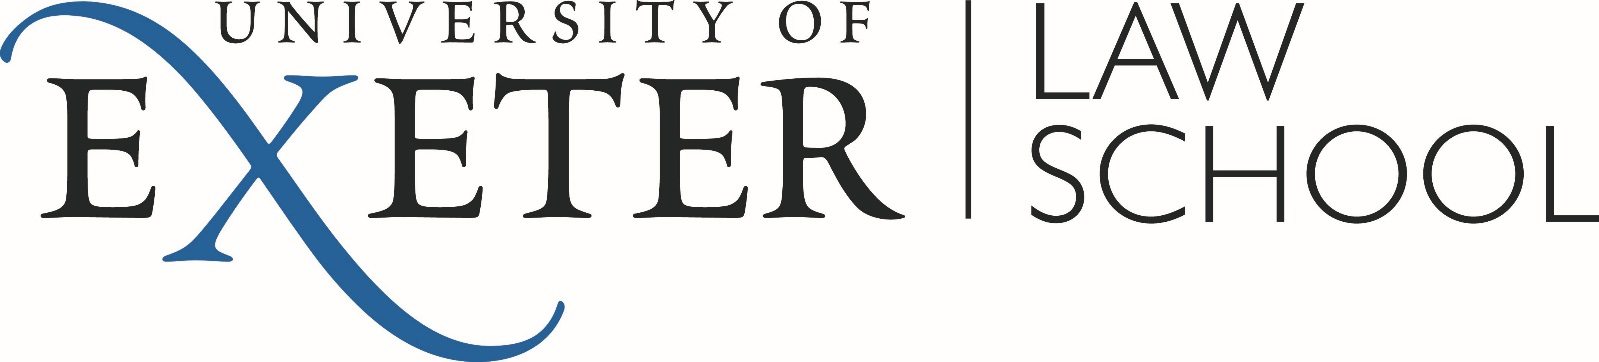 UNIVERSITY OF
EXETER
LAW
SCHOOL